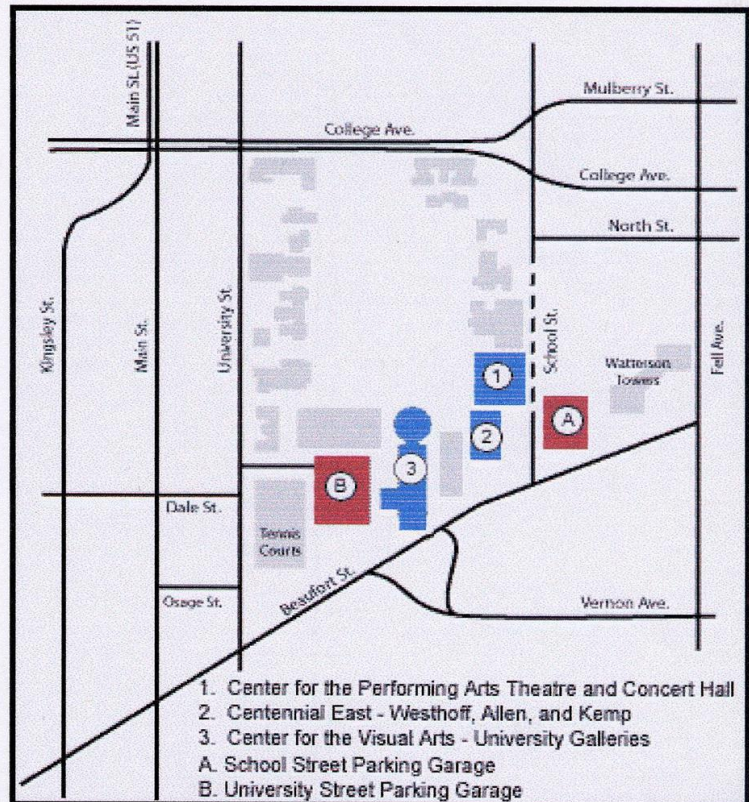 Main St. (US 51)
Mulberry St.
College Ave.
College Ave.
North St.
Kingsley St.
Main St.
University St.
School St.
Fell Ave.
Watterson
Towers
1
A
2
3
B
Dale St.
Tennis
Courts
Beaufort St.
Osage St.
Vernon Ave.
1. Center for the Performing Arts Theatre and Concert Hall
2. Centennial East - Westhoff, Allen, and Kemp
3. Center for the Visual Arts - University Galleries
A. School Street Parking Garage
B. University Street Parking Garage